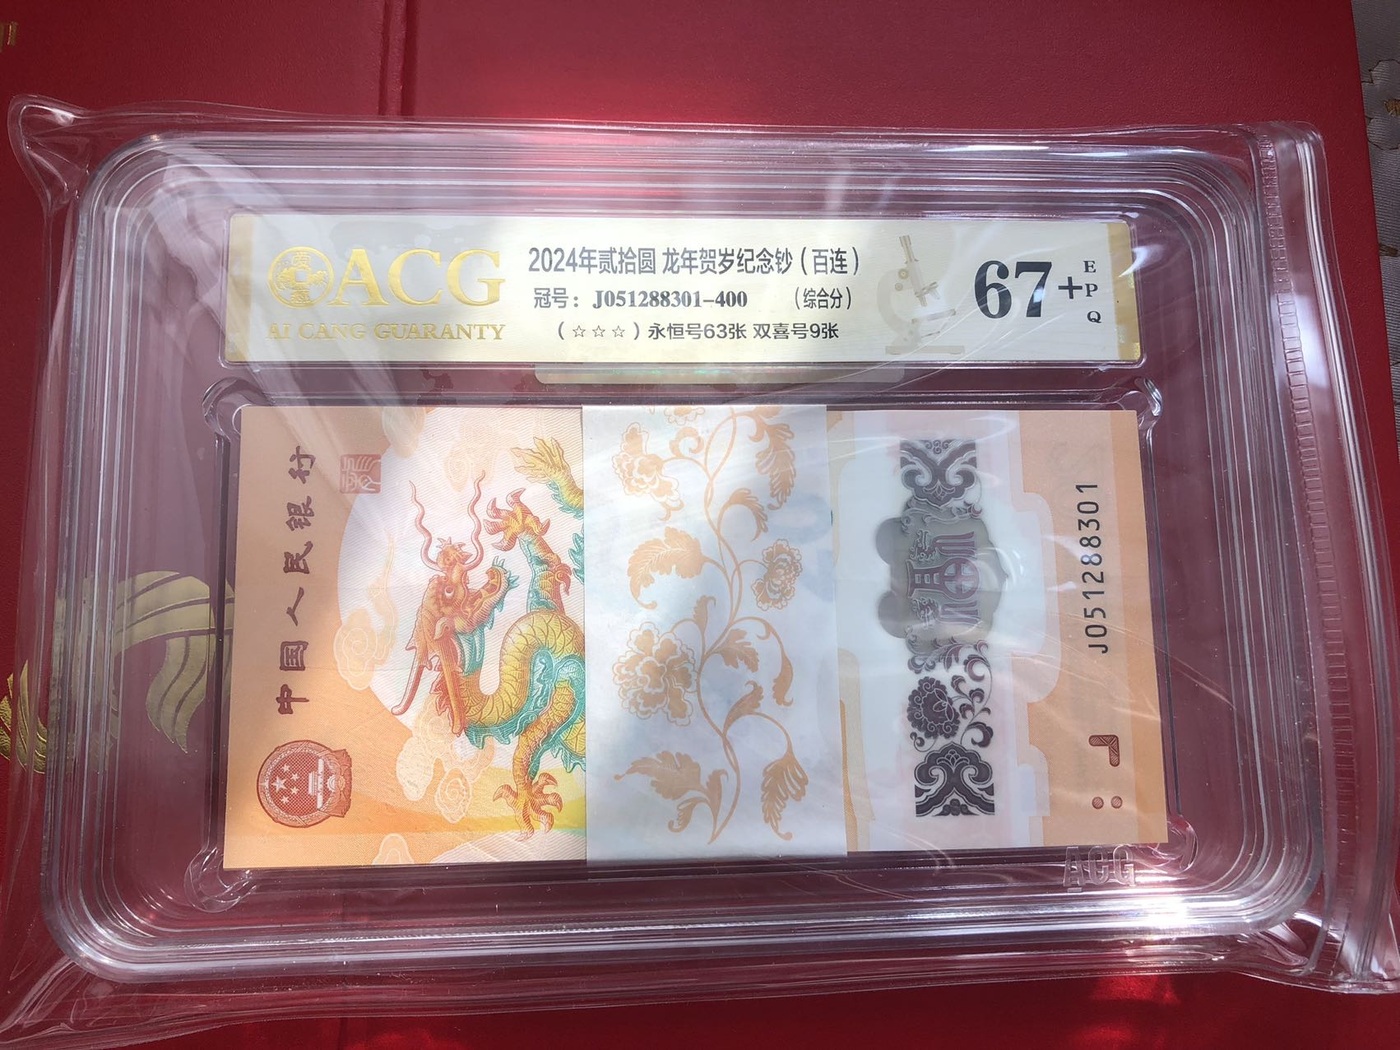 ACG
AI CANG GUARANTY
2024年贰拾圆 龙年贺岁纪念钞（百连）
冠号：J051288301-400 （综合分）
（☆☆☆）永恒号63张 双喜号9张
67+
EPQ
中国人民银行
J051288301
ACG